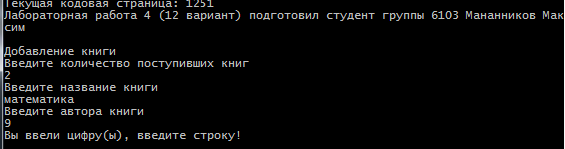 Текущая кодовая страница: 1251
Лабораторная работа 4 (12 вариант) подготовил студент группы 6103 Мананников Мак
сим
Добавление книги
Введите количество поступивших книг
2
Введите название книги
математика
Введите автора книги
9
Вы ввели цифру(ы), введите строку!